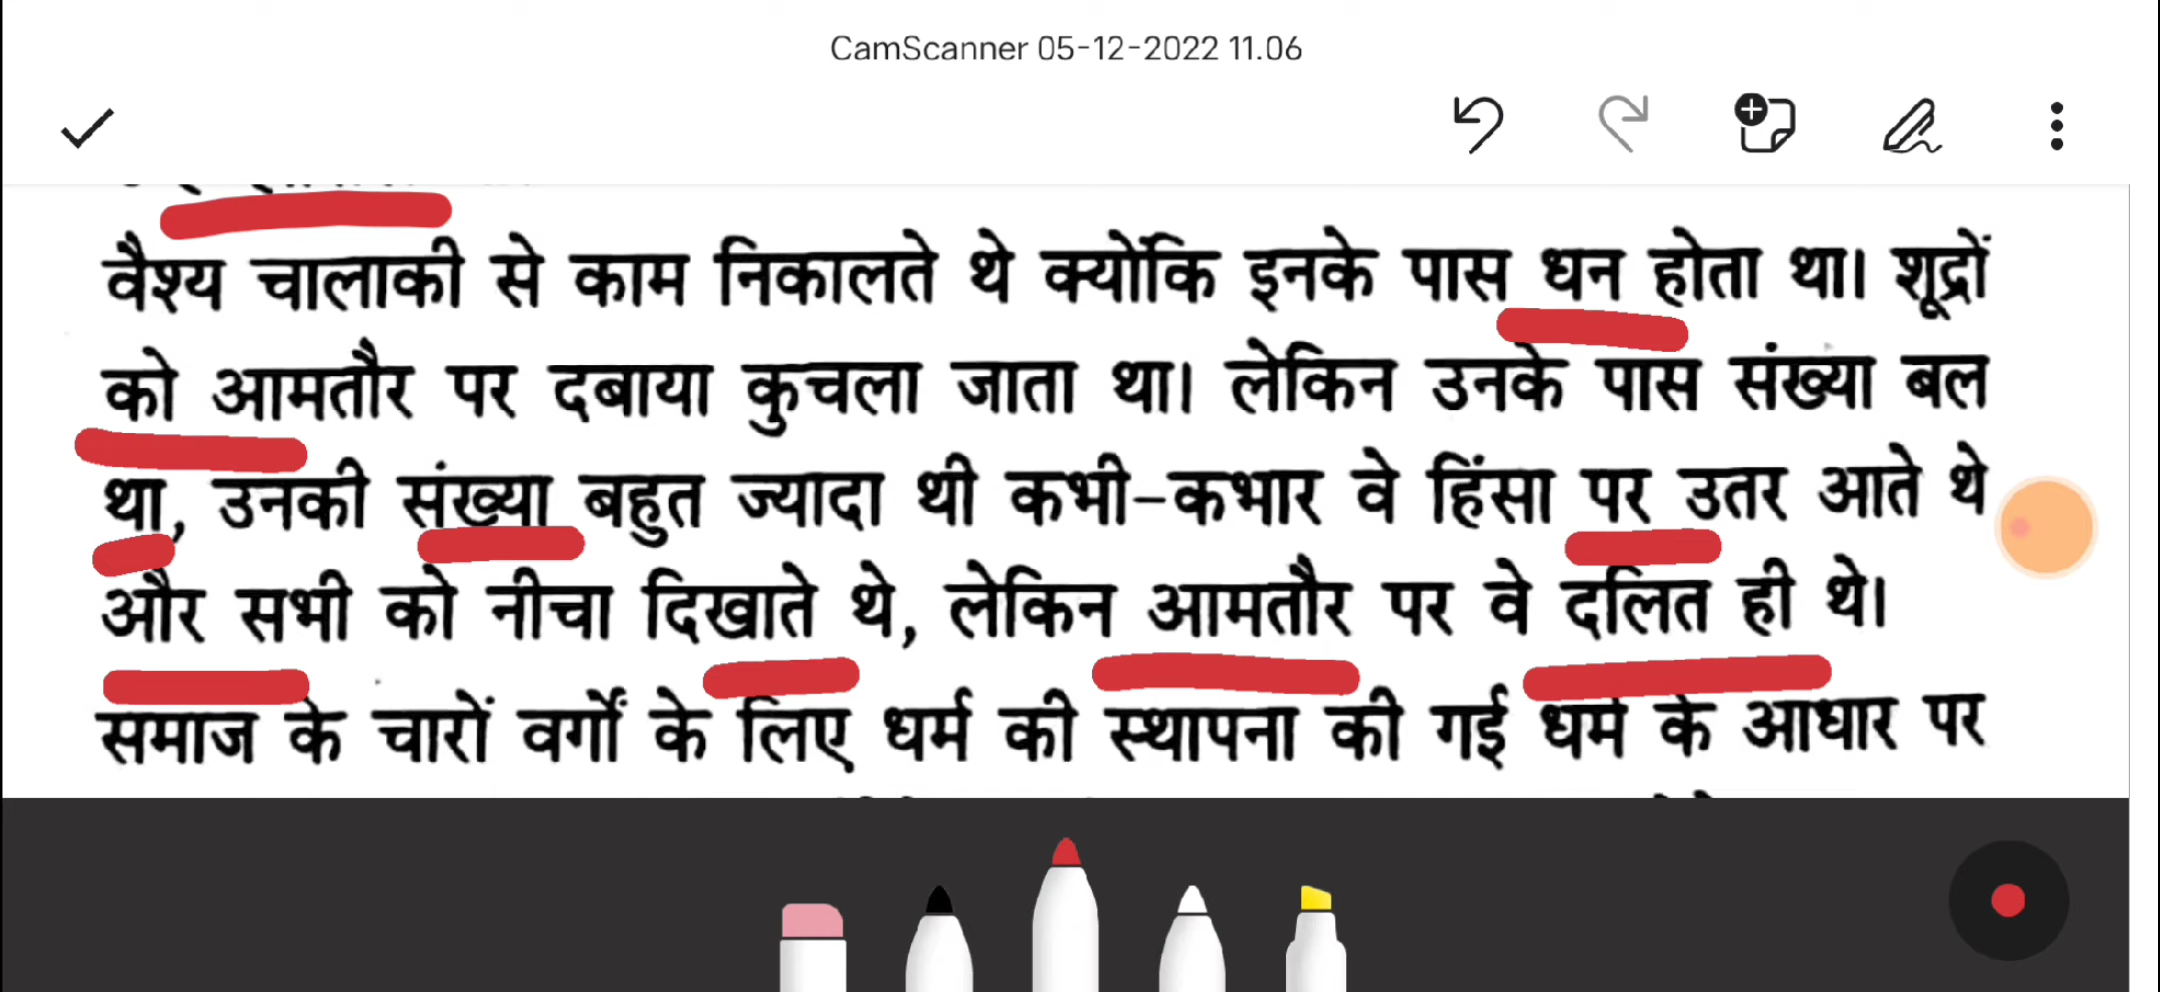 CamScanner 05-12-2022 11.06
वैश्य चालाकी से काम निकालते थे क्योंकि इनके पास धन होता था। शूद्रों
को आमतौर पर दबाया कुचला जाता था। लेकिन उनके पास संख्या बल
था, उनकी संख्या बहुत ज्यादा थी कभी-कभार वे हिंसा पर उतर आते थे
और सभी को नीचा दिखाते थे, लेकिन आमतौर पर वे दलित ही थे।
समाज के चारों वर्गों के लिए धर्म की स्थापना की गई धर्म के आधार पर